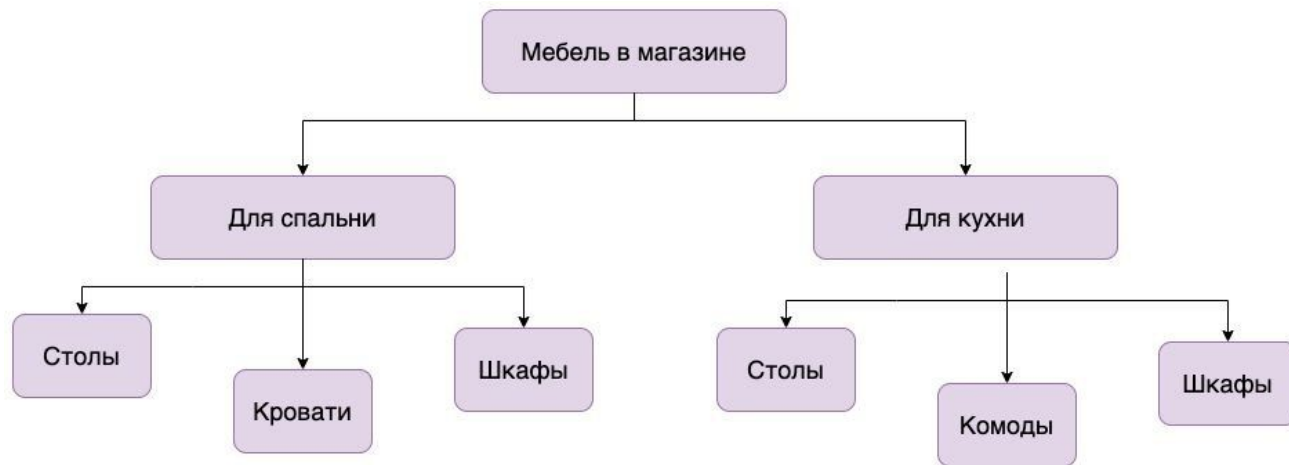 Мебель в магазине
Для спальни
Для кухни
Столы
Кровати
Шкафы
Столы
Комоды
Шкафы